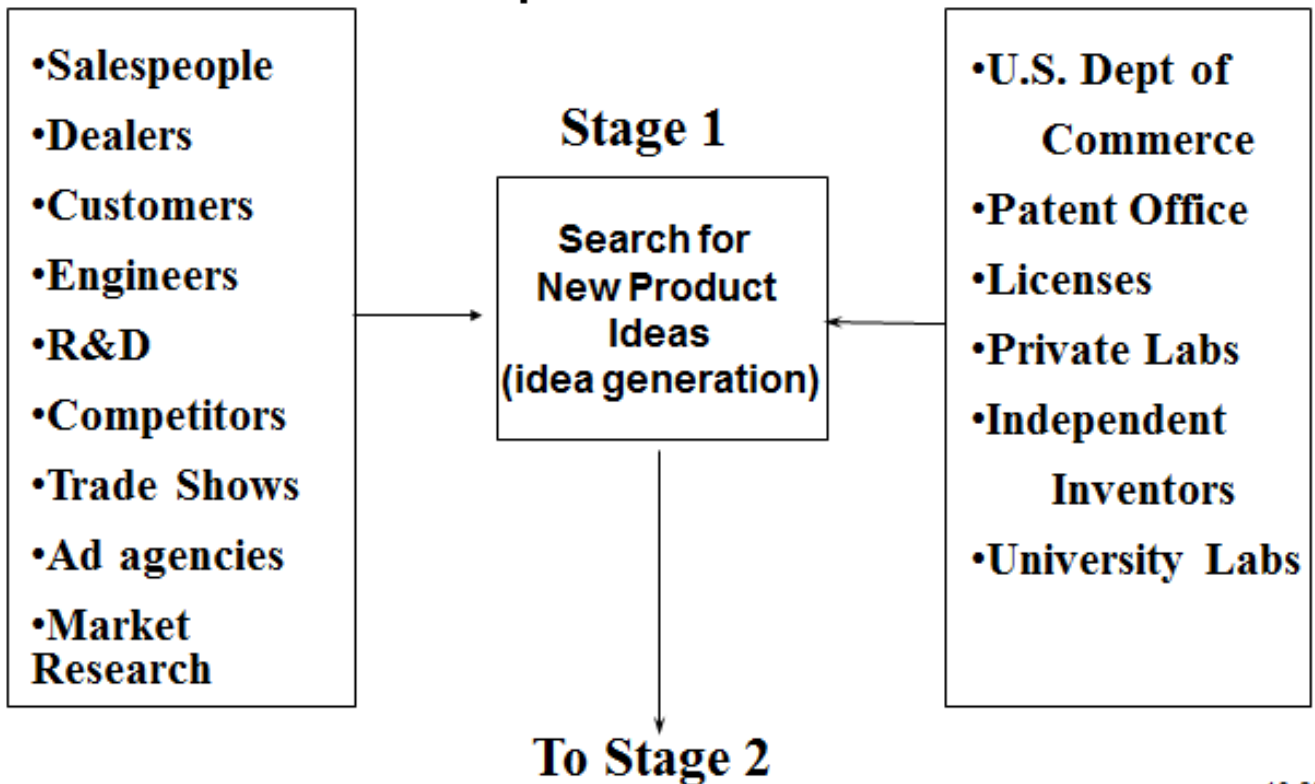 •Salespeople
•Dealers
•Customers
•Engineers
•R&D
•Competitors
•Trade Shows
•Ad agencies
•Market
Research
Stage 1
Search for
New Product
Ideas
(idea generation)
To Stage 2
•U.S. Dept of
Commerce
•Patent Office
•Licenses
•Private Labs
•Independent
Inventors
•University Labs